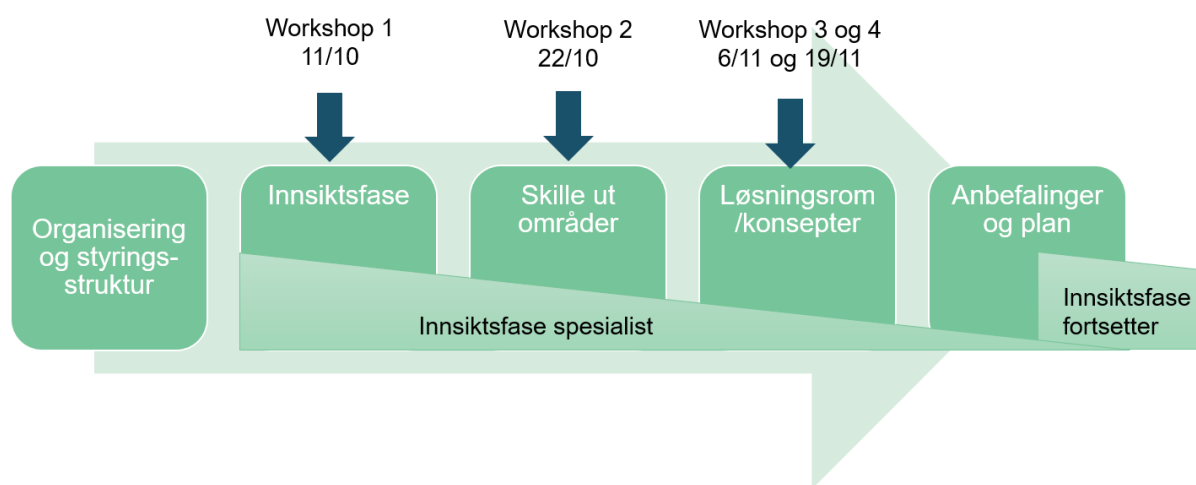 Workshop 1
11/10
Workshop 2
22/10
Workshop 3 og 4
6/11 og 19/11
Organisering
og styrings-
struktur
Innsiktsfase
Skille ut
områder
Løsningsrom
/konsepter
Anbefalinger
og plan
Innsiktsfase spesialist
Innsiktsfase
fortsetter